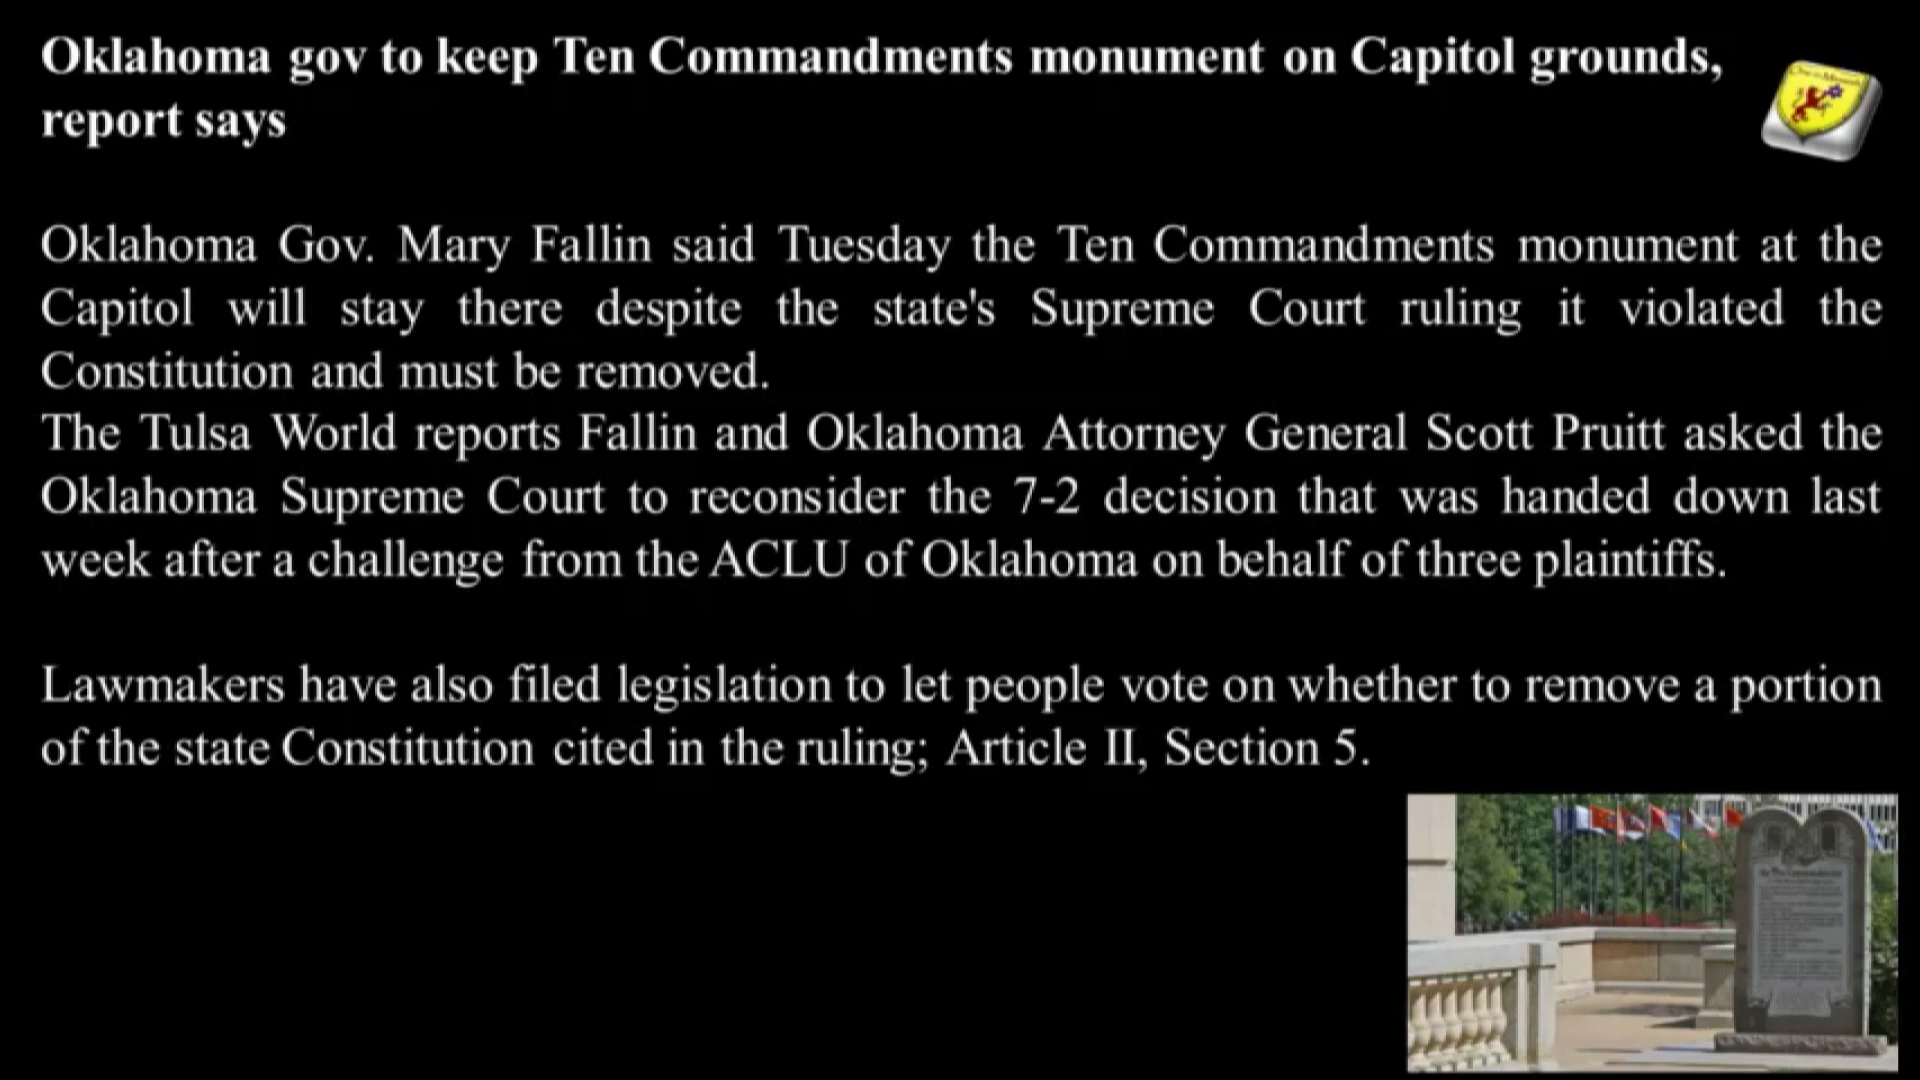 Oklahoma gov to keep Ten Commandments monument on Capitol grounds,
report says
Oklahoma Gov. Mary Fallin said Tuesday the Ten Commandments monument at the
Capitol will stay there despite the state's Supreme Court ruling it violated the
Constitution and must be removed.
The Tulsa World reports Fallin and Oklahoma Attorney General Scott Pruitt asked the
Oklahoma Supreme Court to reconsider the 7-2 decision that was handed down last
week after a challenge from the ACLU of Oklahoma on behalf of three plaintiffs.
Lawmakers have also filed legislation to let people vote on whether to remove a portion
of the state Constitution cited in the ruling; Article II, Section 5.